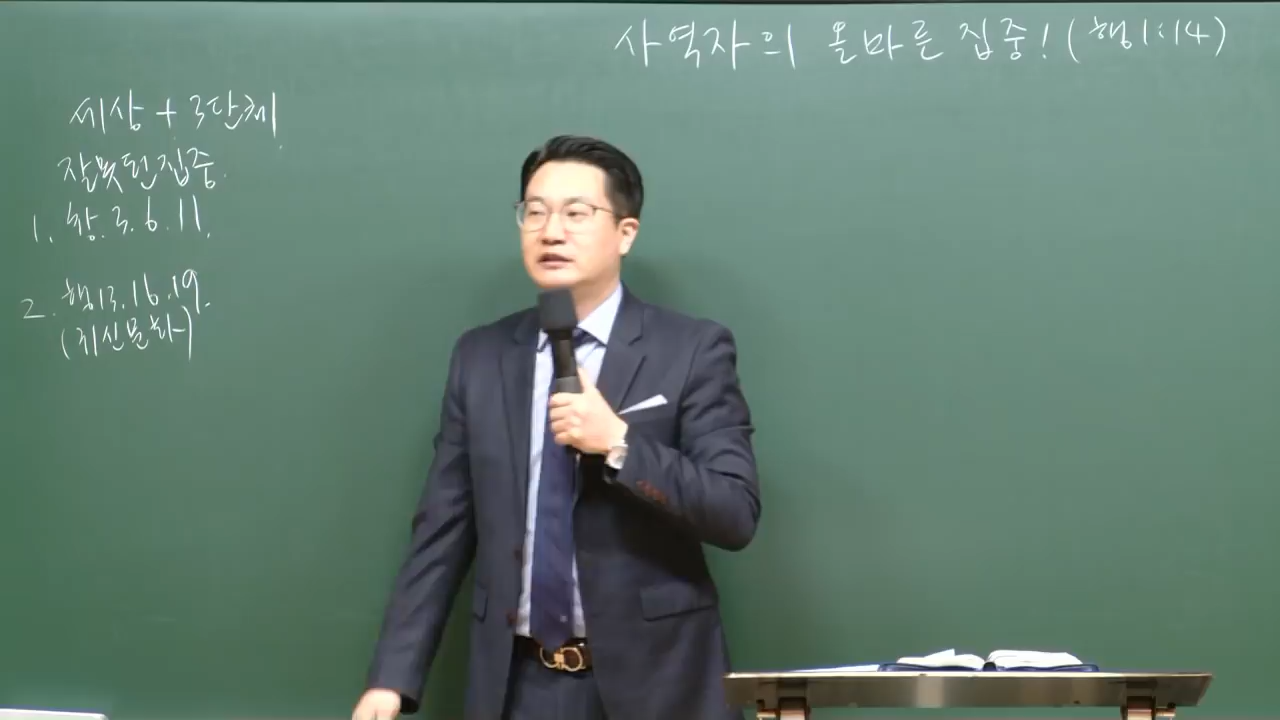 사역자의 올바른 집중! (행1:14)
세상 + 3단체
잘못된 집중.
1. 창.3.6.11.
2. 행13.16.19.
(귀신문화)